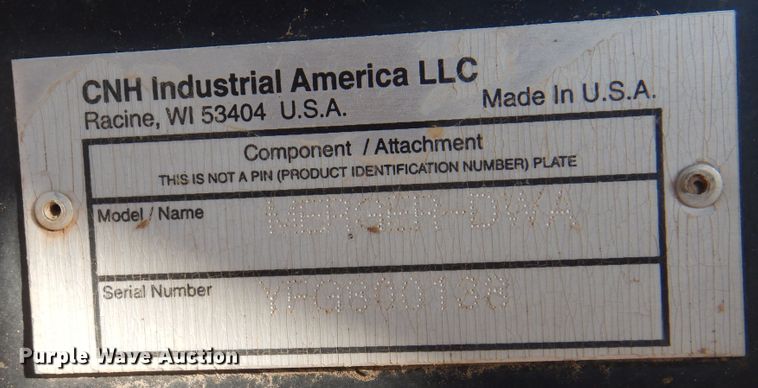 CNH Industrial America LLC
Racine, WI 53404 U.S.A.
Made In U.S.A.
Component / Attachment
THIS IS NOT A PIN (PRODUCT IDENTIFICATION NUMBER) PLATE
Model / Name MERGER-DWA
Serial Number YFG600138
Purple Wave Auction